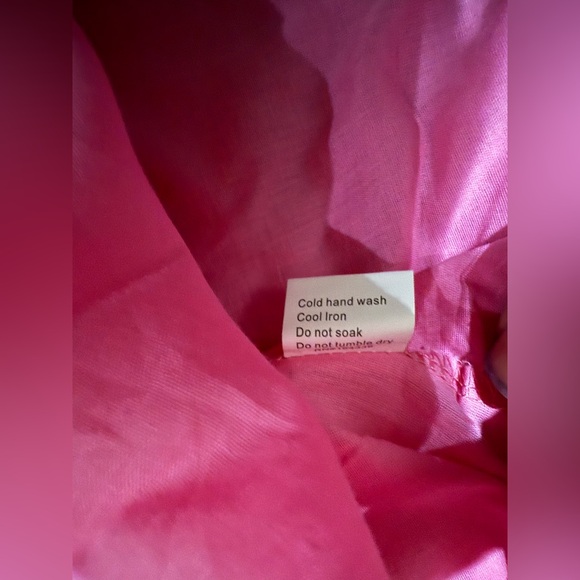 Cold hand wash
Cool Iron
Do not soak
Do not tumble dry